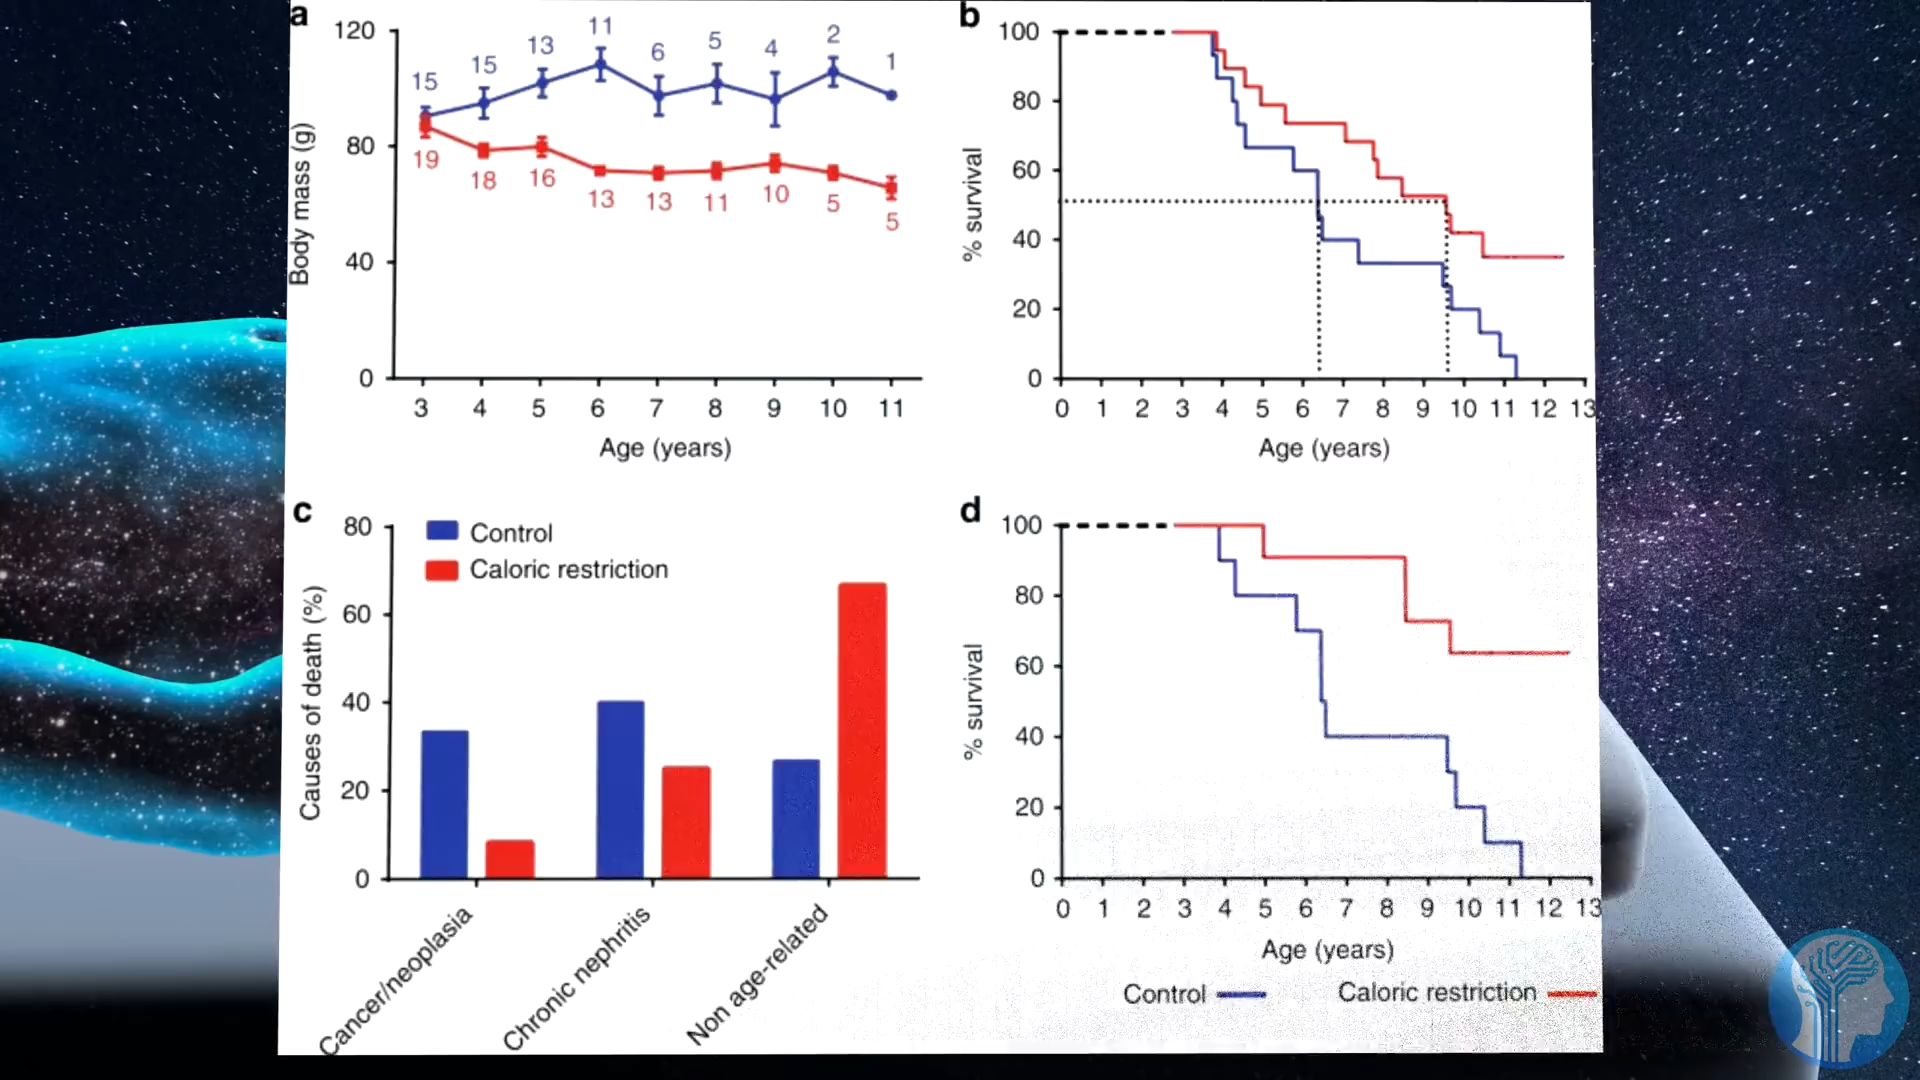 a
120
80
40
0
Body mass (g)
15
15
13
11
6
5
4
2
1
19
18
16
13
13
11
10
5
5
3 4 5 6 7 8 9 10 11
Age (years)
b
100
80
60
40
20
0
% survival
0 1 2 3 4 5 6 7 8 9 10 11 12 13
Age (years)
c
80
60
40
20
0
Causes of death (%)
Control
Caloric restriction
Cancer/neoplasia
Chronic nephritis
Non age-related
d
100
80
60
40
20
0
% survival
0 1 2 3 4 5 6 7 8 9 10 11 12 13
Age (years)
Control
Caloric restriction